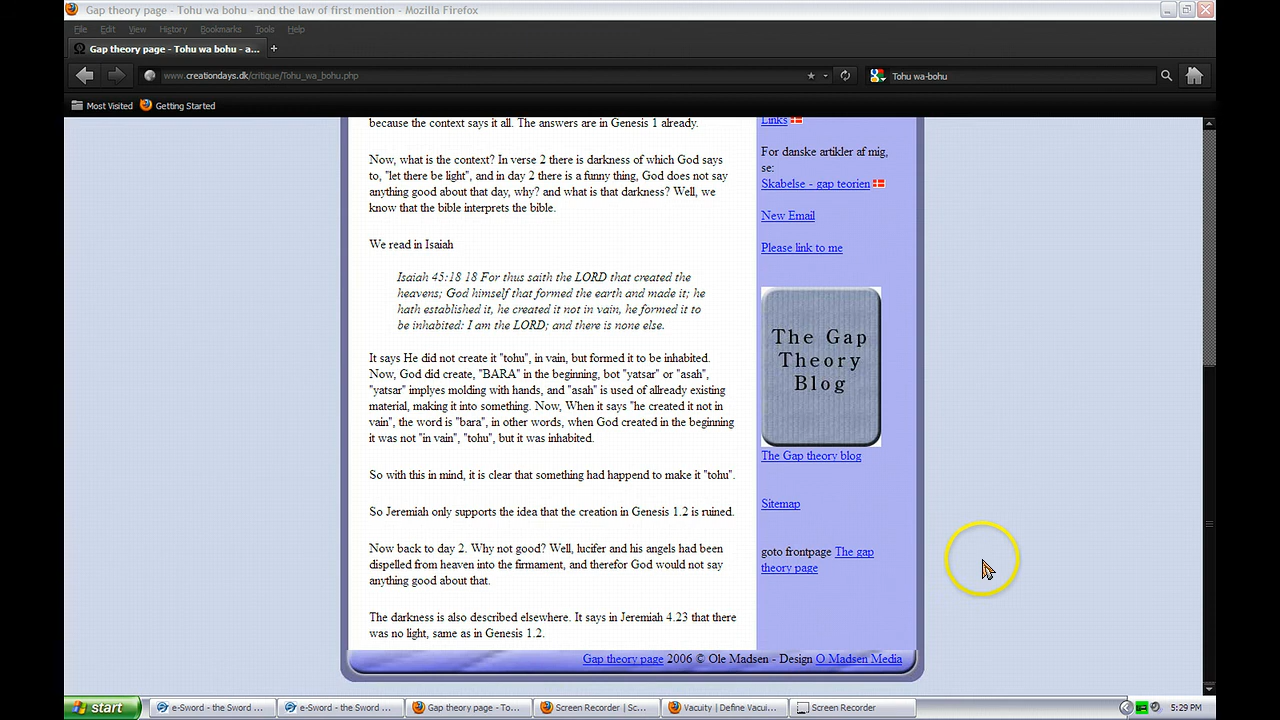 Gap theory page - Tohu wa bohu - and the law of first mention - Mozilla Firefox
File Edit View History Bookmarks Tools Help
Gap theory page - Tohu wa bohu - a... +
www.creationdays.dk/critique/Tohu_wa_bohu.php
Tohu wa-bohu
Most Visited Getting Started
because the context says it all. The answers are in Genesis 1 already.
Now, what is the context? In verse 2 there is darkness of which God says
to, "let there be light", and in day 2 there is a funny thing, God does not say
anything good about that day, why? and what is that darkness? Well, we
know that the bible interprets the bible.
We read in Isaiah
Isaiah 45:18 18 For thus saith the LORD that created the
heavens; God himself that formed the earth and made it; he
hath established it, he created it not in vain, he formed it to
be inhabited: I am the LORD; and there is none else.
It says He did not create it "tohu", in vain, but formed it to be inhabited.
Now, God did create, "BARA" in the beginning, bot "yatsar" or "asah",
"yatsar" implyes molding with hands, and "asah" is used of allready existing
material, making it into something. Now, When it says "he created it not in
vain", the word is "bara", in other words, when God created in the beginning
it was not "in vain", "tohu", but it was inhabited.
So with this in mind, it is clear that something had happend to make it "tohu".
So Jeremiah only supports the idea that the creation in Genesis 1.2 is ruined.
Now back to day 2. Why not good? Well, lucifer and his angels had been
dispelled from heaven into the firmament, and therefor God would not say
anything good about that.
The darkness is also described elsewhere. It says in Jeremiah 4.23 that there
was no light, same as in Genesis 1.2.
Links
For danske artikler af mig,
se:
Skabelse - gap teorien
New Email
Please link to me
The Gap
Theory
Blog
The Gap theory blog
Sitemap
goto frontpage The gap
theory page
Gap theory page 2006 © Ole Madsen - Design O Madsen Media
start
e-Sword - the Sword ...
e-Sword - the Sword ...
Gap theory page - T...
Screen Recorder | Sc...
Vacuity | Define Vacui...
Screen Recorder
5:29 PM